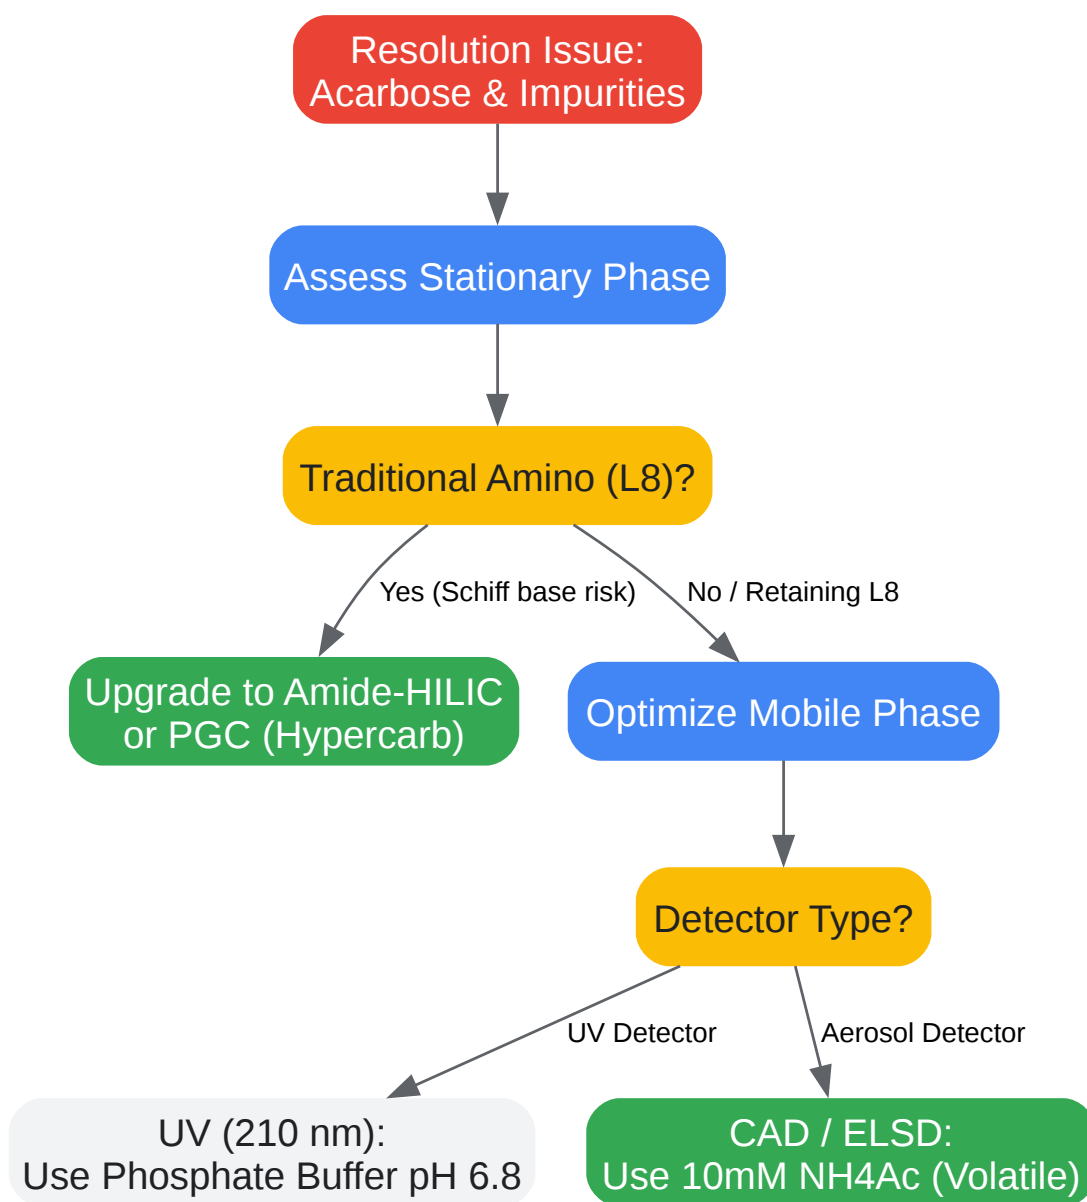 Resolution Issue:
Acarbose & Impurities
Assess Stationary Phase
Traditional Amino (L8)?
Yes (Schiff base risk)
No / Retaining L8
Upgrade to Amide-HILIC
or PGC (Hypercarb)
Optimize Mobile Phase
Detector Type?
UV Detector
Aerosol Detector
UV (210 nm):
Use Phosphate Buffer pH 6.8
CAD / ELSD:
Use 10mM NH4Ac (Volatile)